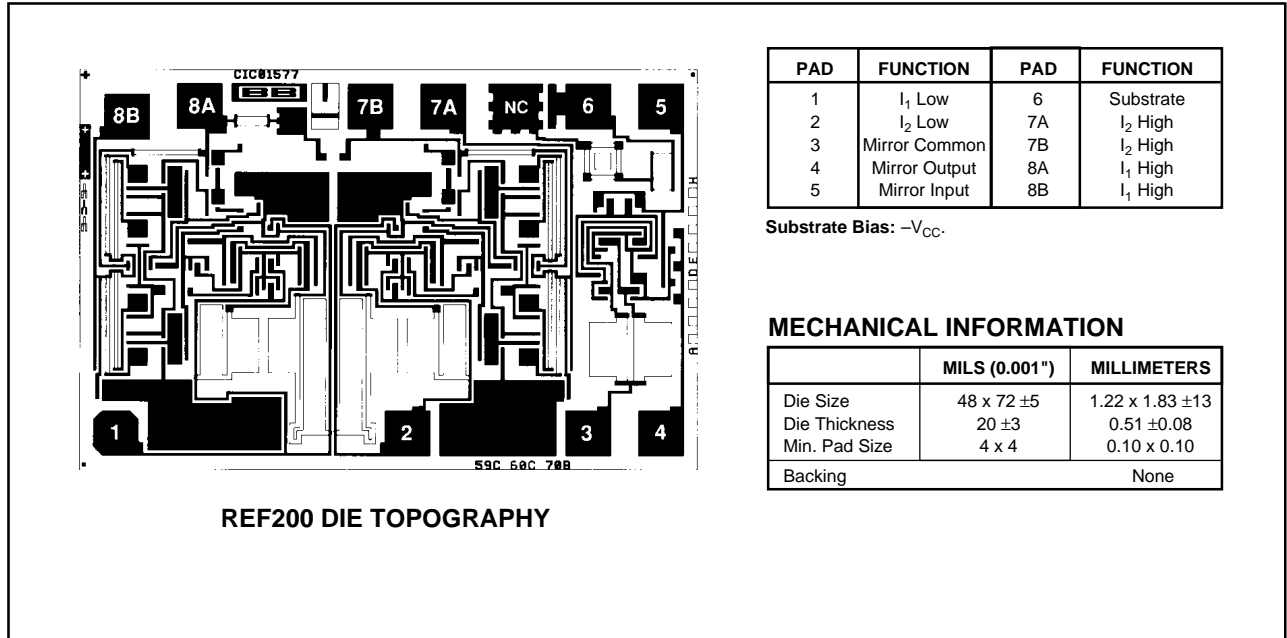 CIC01577
BB
8B 8A 7B 7A NC 6 5
1 2 3 4
59C 60C 70B
REF200 DIE TOPOGRAPHY
PAD FUNCTION PAD FUNCTION
1 I₁ Low 6 Substrate
2 I₂ Low 7A I₂ High
3 Mirror Common 7B I₂ High
4 Mirror Output 8A I₁ High
5 Mirror Input 8B I₁ High
Substrate Bias: –V_CC.
MECHANICAL INFORMATION
MILS (0.001") MILLIMETERS
Die Size 48 x 72 ±5 1.22 x 1.83 ±13
Die Thickness 20 ±3 0.51 ±0.08
Min. Pad Size 4 x 4 0.10 x 0.10
Backing None